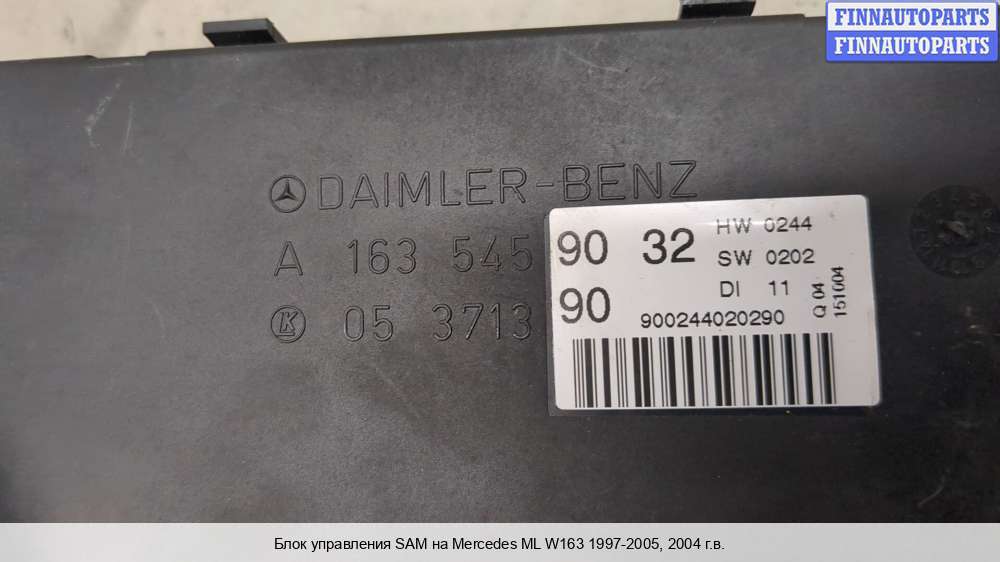 FINNAUTOPARTS
FINNAUTOPARTS
DAIMLER-BENZ
A 163 545 90 32
LK 05 3713 90
HW 0244
SW 0202
DI 11
900244020290
Q 04
151004
Блок управления SAM на Mercedes ML W163 1997-2005, 2004 г.в.